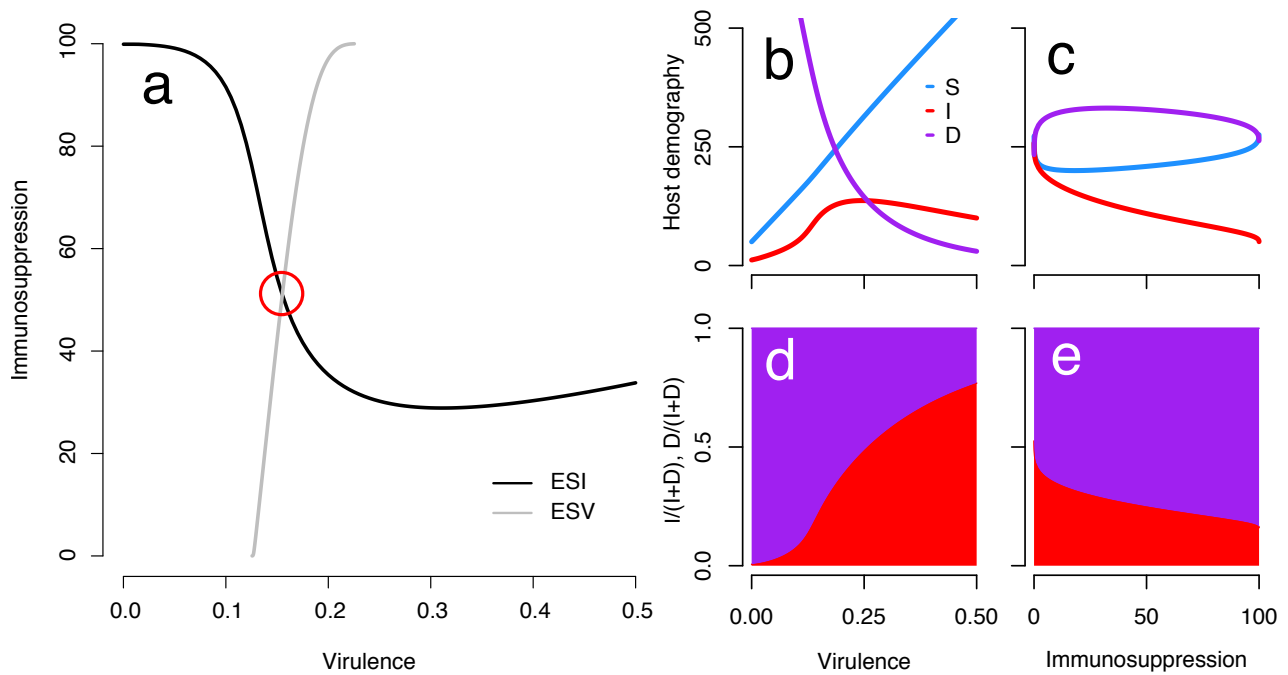 a
Immunosuppression
0
20
40
60
80
100
ESI
ESV
0.0
0.1
0.2
0.3
0.4
0.5
Virulence
b
Host demography
0
250
500
S
I
D
c
d
I/(I+D), D/(I+D)
0.0
0.5
1.0
0.00
0.25
0.50
Virulence
e
0
50
100
Immunosuppression